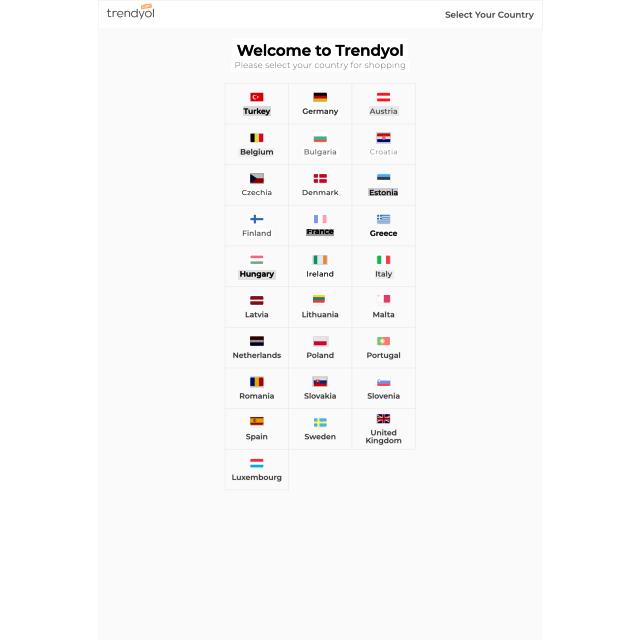 trendyol
Select Your Country
Welcome to Trendyol
Please select your country for shopping
Turkey
Germany
Austria
Belgium
Bulgaria
Croatia
Czechia
Denmark
Estonia
Finland
France
Greece
Hungary
Ireland
Italy
Latvia
Lithuania
Malta
Netherlands
Poland
Portugal
Romania
Slovakia
Slovenia
Spain
Sweden
United
Kingdom
Luxembourg